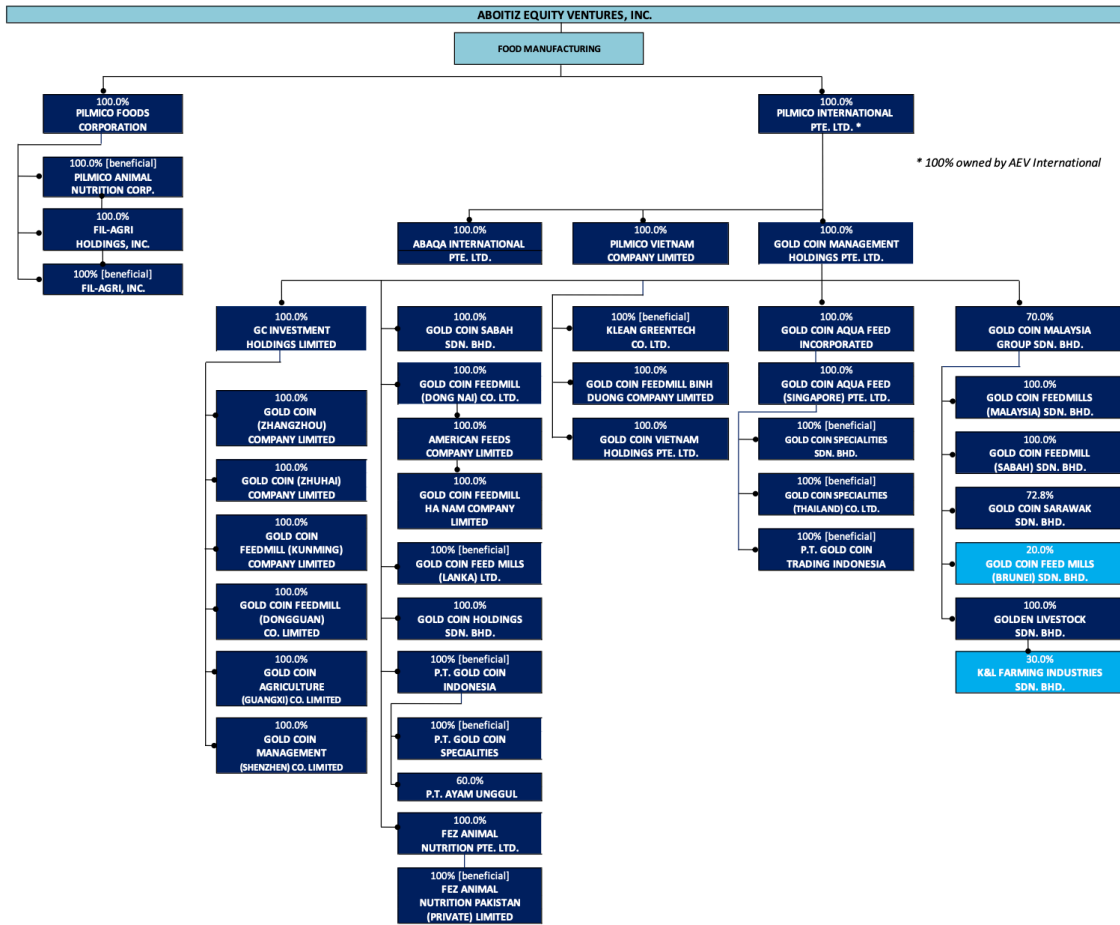 ABOITIZ EQUITY VENTURES, INC.
FOOD MANUFACTURING
100.0%
PILMICO FOODS
CORPORATION
100.0% [beneficial]
PILMICO ANIMAL
NUTRITION CORP.
100.0%
FIL-AGRI
HOLDINGS, INC.
100% [beneficial]
FIL-AGRI, INC.
100.0%
PILMICO INTERNATIONAL
PTE. LTD. *
* 100% owned by AEV International
100.0%
ABAQA INTERNATIONAL
PTE. LTD.
100.0%
PILMICO VIETNAM
COMPANY LIMITED
100.0%
GOLD COIN MANAGEMENT
HOLDINGS PTE. LTD.
100.0%
GC INVESTMENT
HOLDINGS LIMITED
100.0%
GOLD COIN
(ZHANGZHOU)
COMPANY LIMITED
100.0%
GOLD COIN (ZHUHAI)
COMPANY LIMITED
100.0%
GOLD COIN
FEEDMILL (KUNMING)
COMPANY LIMITED
100.0%
GOLD COIN FEEDMILL
(DONGGUAN)
CO. LIMITED
100.0%
GOLD COIN
AGRICULTURE
(GUANGXI) CO. LIMITED
100.0%
GOLD COIN
MANAGEMENT
(SHENZHEN) CO. LIMITED
100.0%
GOLD COIN SABAH
SDN. BHD.
100.0%
GOLD COIN FEEDMILL
(DONG NAI) CO. LTD.
100.0%
AMERICAN FEEDS
COMPANY LIMITED
100.0%
GOLD COIN FEEDMILL
HA NAM COMPANY
LIMITED
100% [beneficial]
GOLD COIN FEED MILLS
(LANKA) LTD.
100.0%
GOLD COIN HOLDINGS
SDN. BHD.
100% [beneficial]
P.T. GOLD COIN
INDONESIA
100% [beneficial]
P.T. GOLD COIN
SPECIALITIES
60.0%
P.T. AYAM UNGGUL
100.0%
FEZ ANIMAL
NUTRITION PTE. LTD.
100% [beneficial]
FEZ ANIMAL
NUTRITION PAKISTAN
(PRIVATE) LIMITED
100% [beneficial]
KLEAN GREENTECH
CO. LTD.
100.0%
GOLD COIN FEEDMILL BINH
DUONG COMPANY LIMITED
100.0%
GOLD COIN VIETNAM
HOLDINGS PTE. LTD.
100.0%
GOLD COIN AQUA FEED
INCORPORATED
100.0%
GOLD COIN AQUA FEED
(SINGAPORE) PTE. LTD.
100% [beneficial]
GOLD COIN SPECIALITIES
SDN. BHD.
100% [beneficial]
GOLD COIN SPECIALITIES
(THAILAND) CO. LTD.
100% [beneficial]
P.T. GOLD COIN
TRADING INDONESIA
70.0%
GOLD COIN MALAYSIA
GROUP SDN. BHD.
100.0%
GOLD COIN FEEDMILLS
(MALAYSIA) SDN. BHD.
100.0%
GOLD COIN FEEDMILL
(SABAH) SDN. BHD.
72.8%
GOLD COIN SARAWAK
SDN. BHD.
20.0%
GOLD COIN FEED MILLS
(BRUNEI) SDN. BHD.
100.0%
GOLDEN LIVESTOCK
SDN. BHD.
30.0%
K&L FARMING INDUSTRIES
SDN. BHD.